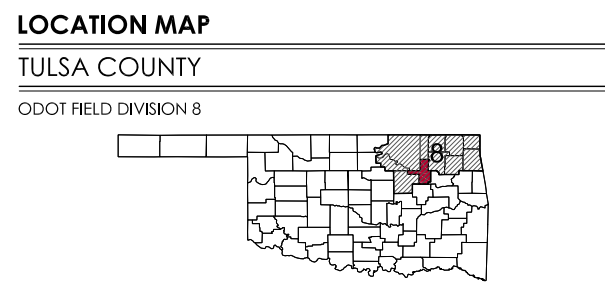 LOCATION MAP
TULSA COUNTY
ODOT FIELD DIVISION 8
8